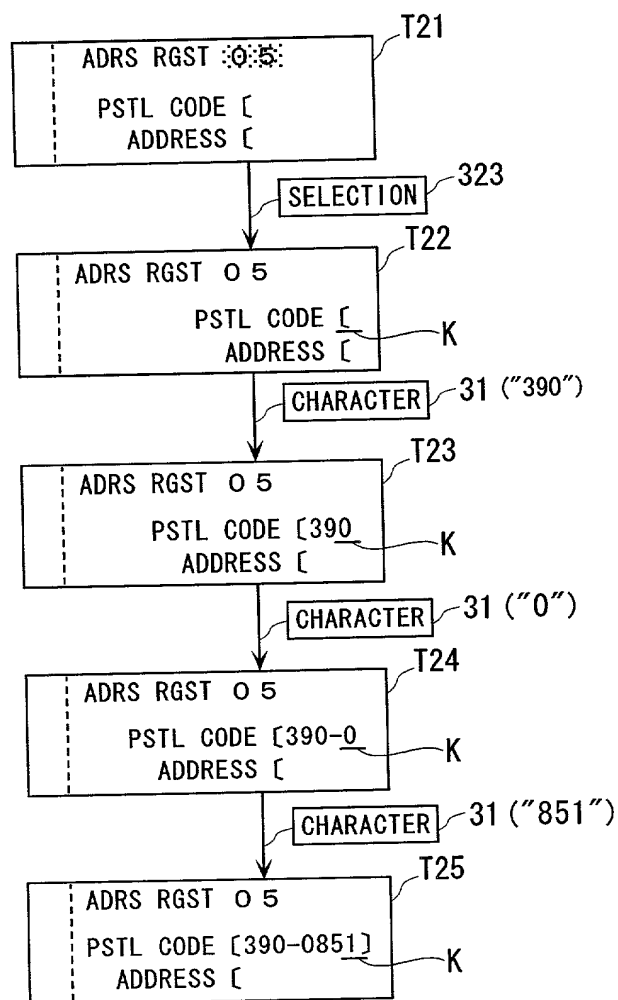 T21
ADRS RGST 05
PSTL CODE [
ADDRESS [
SELECTION 323
T22
ADRS RGST 05
PSTL CODE [
K
ADDRESS [
CHARACTER 31 ("390")
T23
ADRS RGST 05
PSTL CODE [390
K
ADDRESS [
CHARACTER 31 ("0")
T24
ADRS RGST 05
PSTL CODE [390-0
K
ADDRESS [
CHARACTER 31 ("851")
T25
ADRS RGST 05
PSTL CODE [390-0851]
K
ADDRESS [